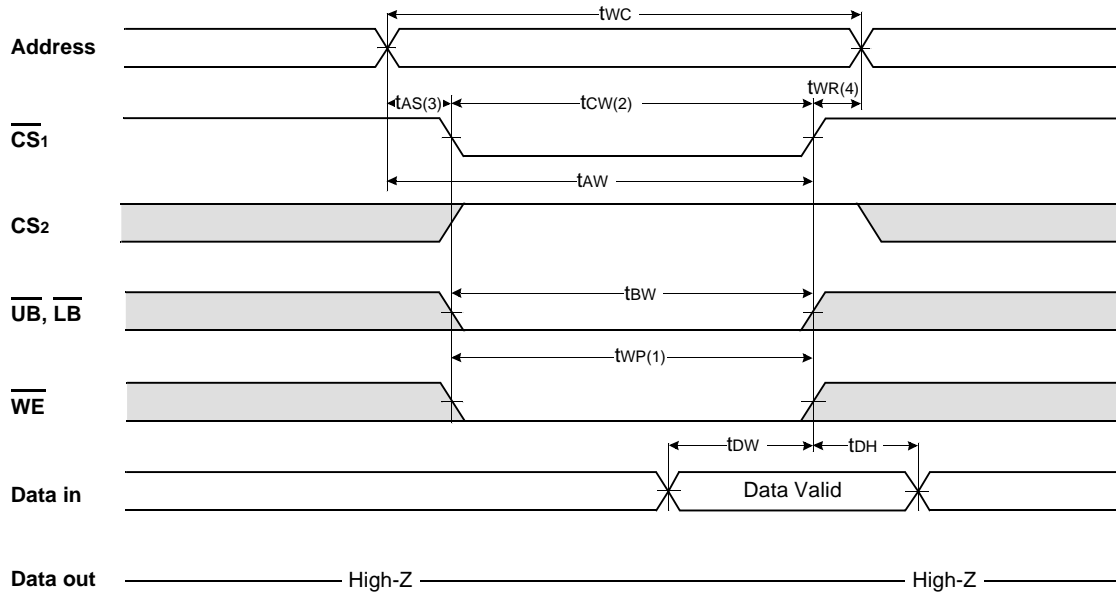 tWC
Address
tAS(3) tCW(2) tWR(4)
CS1
tAW
CS2
tBW
UB, LB
tWP(1)
WE
tDW tDH
Data in Data Valid
Data out High-Z High-Z